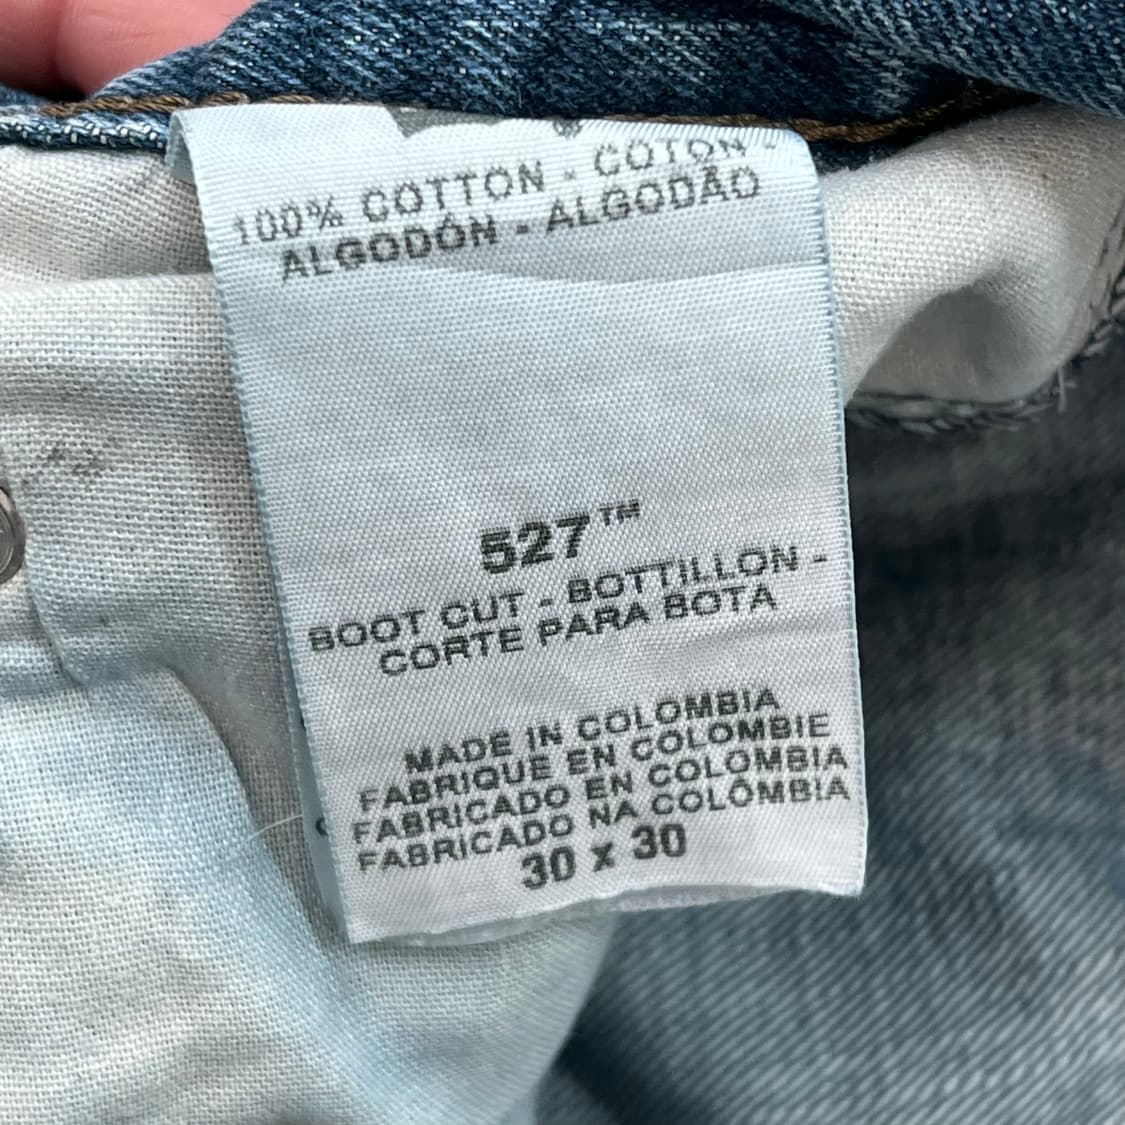 100% COTTON - COTON -
ALGODÓN - ALGODÃO
527™
BOOT CUT - BOTTILLON -
CORTE PARA BOTA
MADE IN COLOMBIA
FABRIQUE EN COLOMBIE
FABRICADO EN COLOMBIA
FABRICADO NA COLÔMBIA
30 x 30